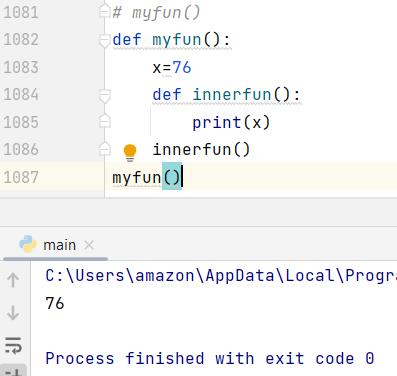 1081 # myfun()
1082 def myfun():
1083     x=76
1084     def innerfun():
1085         print(x)
1086     innerfun()
1087 myfun()
main
C:\Users\amazon\AppData\Local\Progra
76
Process finished with exit code 0